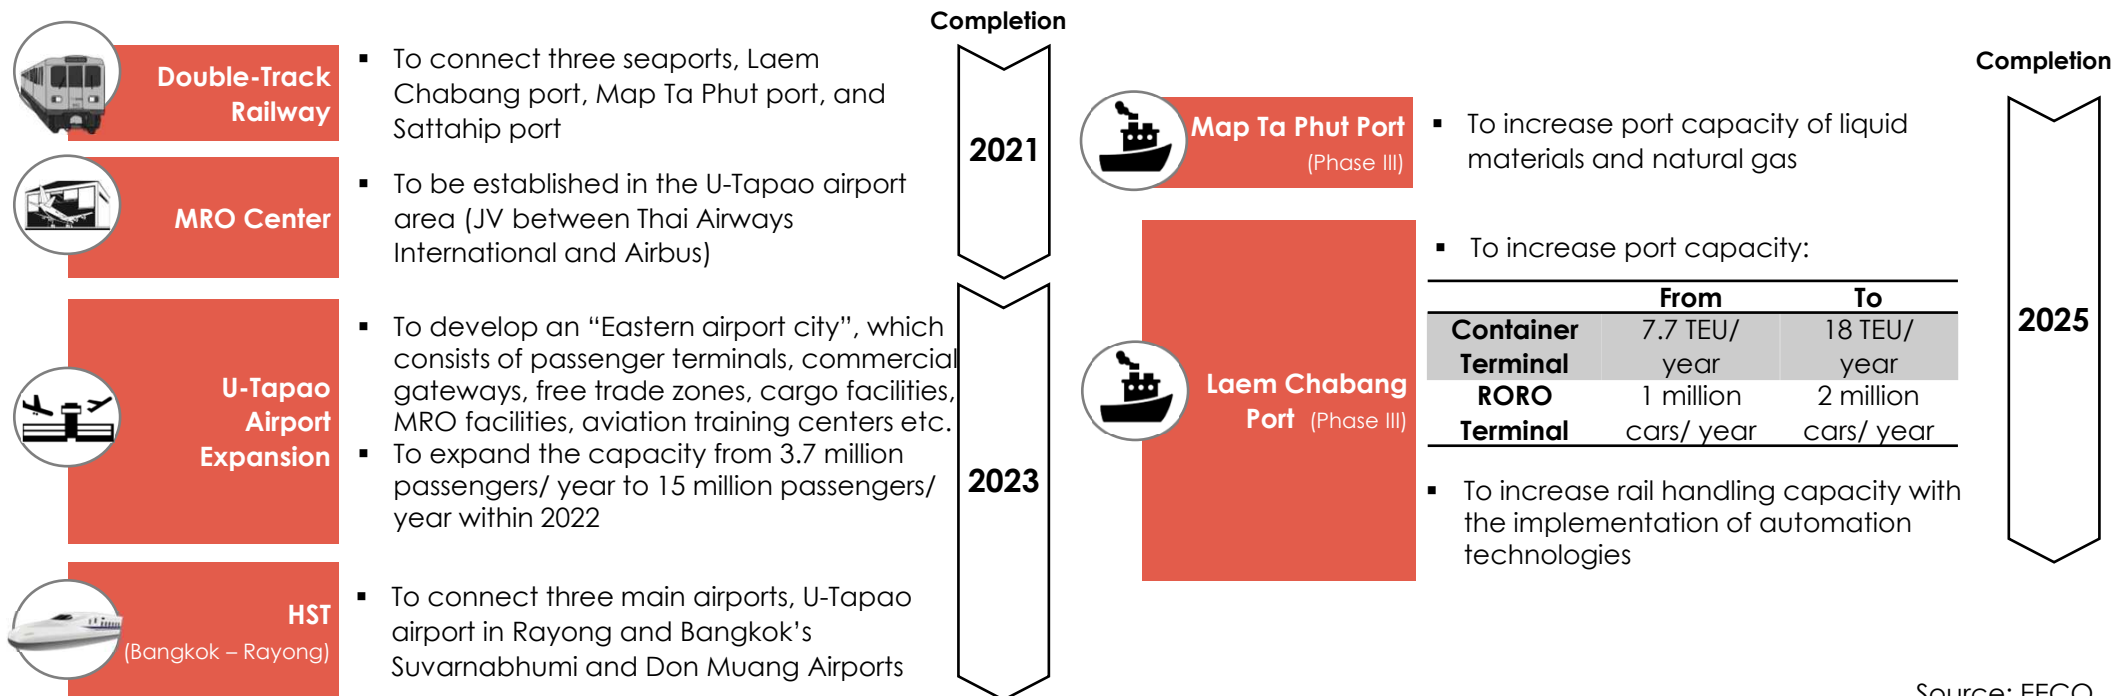 Completion
Double-Track
Railway
▪ To connect three seaports, Laem
Chabang port, Map Ta Phut port, and
Sattahip port
MRO Center
▪ To be established in the U-Tapao airport
area (JV between Thai Airways
International and Airbus)
2021
U-Tapao
Airport
Expansion
▪ To develop an “Eastern airport city”, which
consists of passenger terminals, commercial
gateways, free trade zones, cargo facilities,
MRO facilities, aviation training centers etc.
▪ To expand the capacity from 3.7 million
passengers/ year to 15 million passengers/
year within 2022
HST
(Bangkok – Rayong)
▪ To connect three main airports, U-Tapao
airport in Rayong and Bangkok’s
Suvarnabhumi and Don Muang Airports
2023
Completion
Map Ta Phut Port
(Phase III)
▪ To increase port capacity of liquid
materials and natural gas
Laem Chabang
Port (Phase III)
▪ To increase port capacity:
From To
Container 7.7 TEU/ 18 TEU/
Terminal year year
RORO 1 million 2 million
Terminal cars/ year cars/ year
▪ To increase rail handling capacity with
the implementation of automation
technologies
2025
Source: EECO